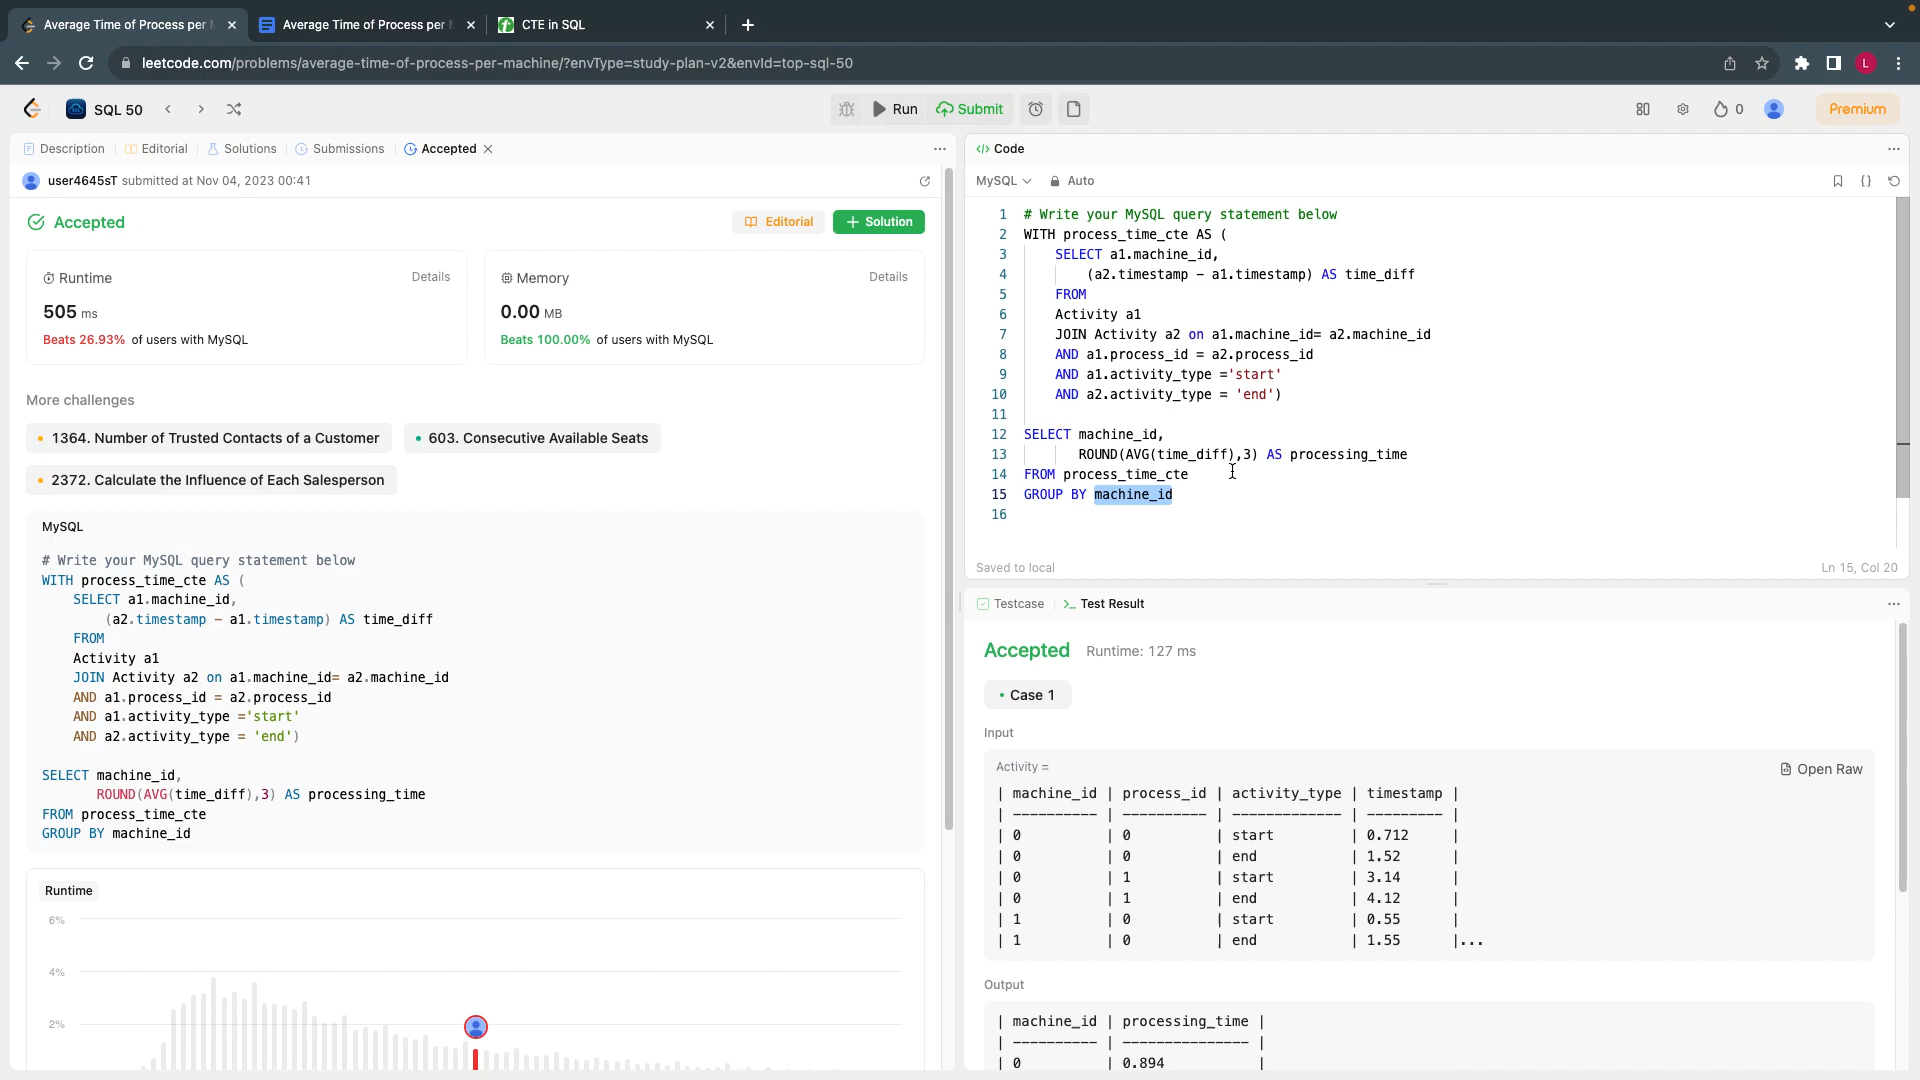 Average Time of Process per M
Average Time of Process per M
CTE in SQL
leetcode.com/problems/average-time-of-process-per-machine/?envType=study-plan-v2&envId=top-sql-50
L
SQL 50
Run
Submit
0
Premium
Description
Editorial
Solutions
Submissions
Accepted
user4645sT submitted at Nov 04, 2023 00:41
Accepted
Editorial
Solution
Runtime
Details
505 ms
Beats 26.93% of users with MySQL
Memory
Details
0.00 MB
Beats 100.00% of users with MySQL
More challenges
1364. Number of Trusted Contacts of a Customer
603. Consecutive Available Seats
2372. Calculate the Influence of Each Salesperson
MySQL
# Write your MySQL query statement below
WITH process_time_cte AS (
SELECT a1.machine_id,
(a2.timestamp - a1.timestamp) AS time_diff
FROM
Activity a1
JOIN Activity a2 on a1.machine_id= a2.machine_id
AND a1.process_id = a2.process_id
AND a1.activity_type ='start'
AND a2.activity_type = 'end')
SELECT machine_id,
ROUND(AVG(time_diff),3) AS processing_time
FROM process_time_cte
GROUP BY machine_id
Runtime
6%
4%
2%
</> Code
MySQL
Auto
1 # Write your MySQL query statement below
2 WITH process_time_cte AS (
3 SELECT a1.machine_id,
4 (a2.timestamp - a1.timestamp) AS time_diff
5 FROM
6 Activity a1
7 JOIN Activity a2 on a1.machine_id= a2.machine_id
8 AND a1.process_id = a2.process_id
9 AND a1.activity_type ='start'
10 AND a2.activity_type = 'end')
11
12 SELECT machine_id,
13 ROUND(AVG(time_diff),3) AS processing_time
14 FROM process_time_cte
15 GROUP BY machine_id
16
Saved to local
Ln 15, Col 20
Testcase
Test Result
Accepted Runtime: 127 ms
Case 1
Input
Activity =
Open Raw
| machine_id | process_id | activity_type | timestamp |
| ---------- | ---------- | ------------- | --------- |
| 0 | 0 | start | 0.712 |
| 0 | 0 | end | 1.52 |
| 0 | 1 | start | 3.14 |
| 0 | 1 | end | 4.12 |
| 1 | 0 | start | 0.55 |
| 1 | 0 | end | 1.55 |...
Output
| machine_id | processing_time |
| ---------- | --------------- |
| 0 | 0.894 |